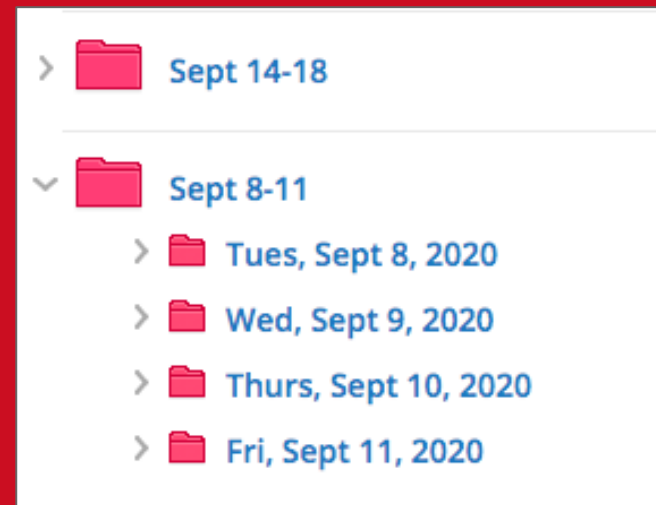 Sept 14-18
Sept 8-11
Tues, Sept 8, 2020
Wed, Sept 9, 2020
Thurs, Sept 10, 2020
Fri, Sept 11, 2020